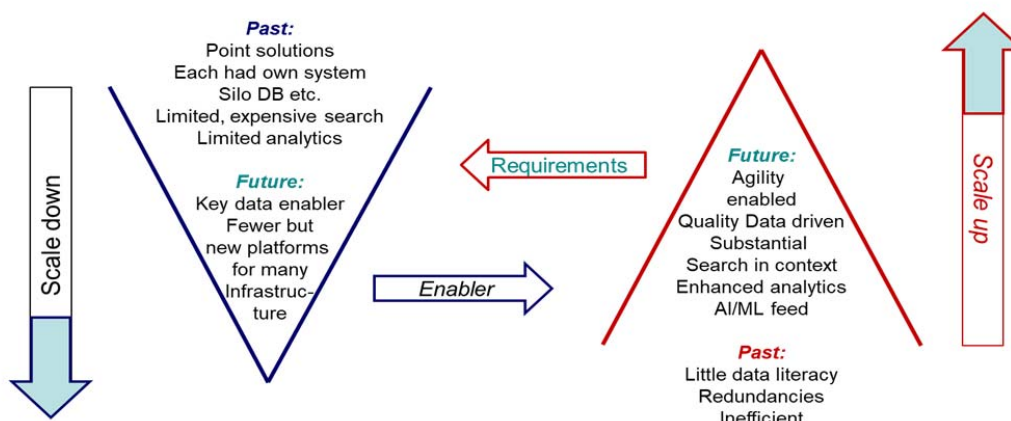 Past:
Point solutions
Each had own system
Silo DB etc.
Limited, expensive search
Limited analytics
Future:
Key data enabler
Fewer but
new platforms
for many
Infrastruc-
ture
Scale down
Requirements
Enabler
Future:
Agility
enabled
Quality Data driven
Substantial
Search in context
Enhanced analytics
AI/ML feed
Past:
Little data literacy
Redundancies
Inefficient
Scale up